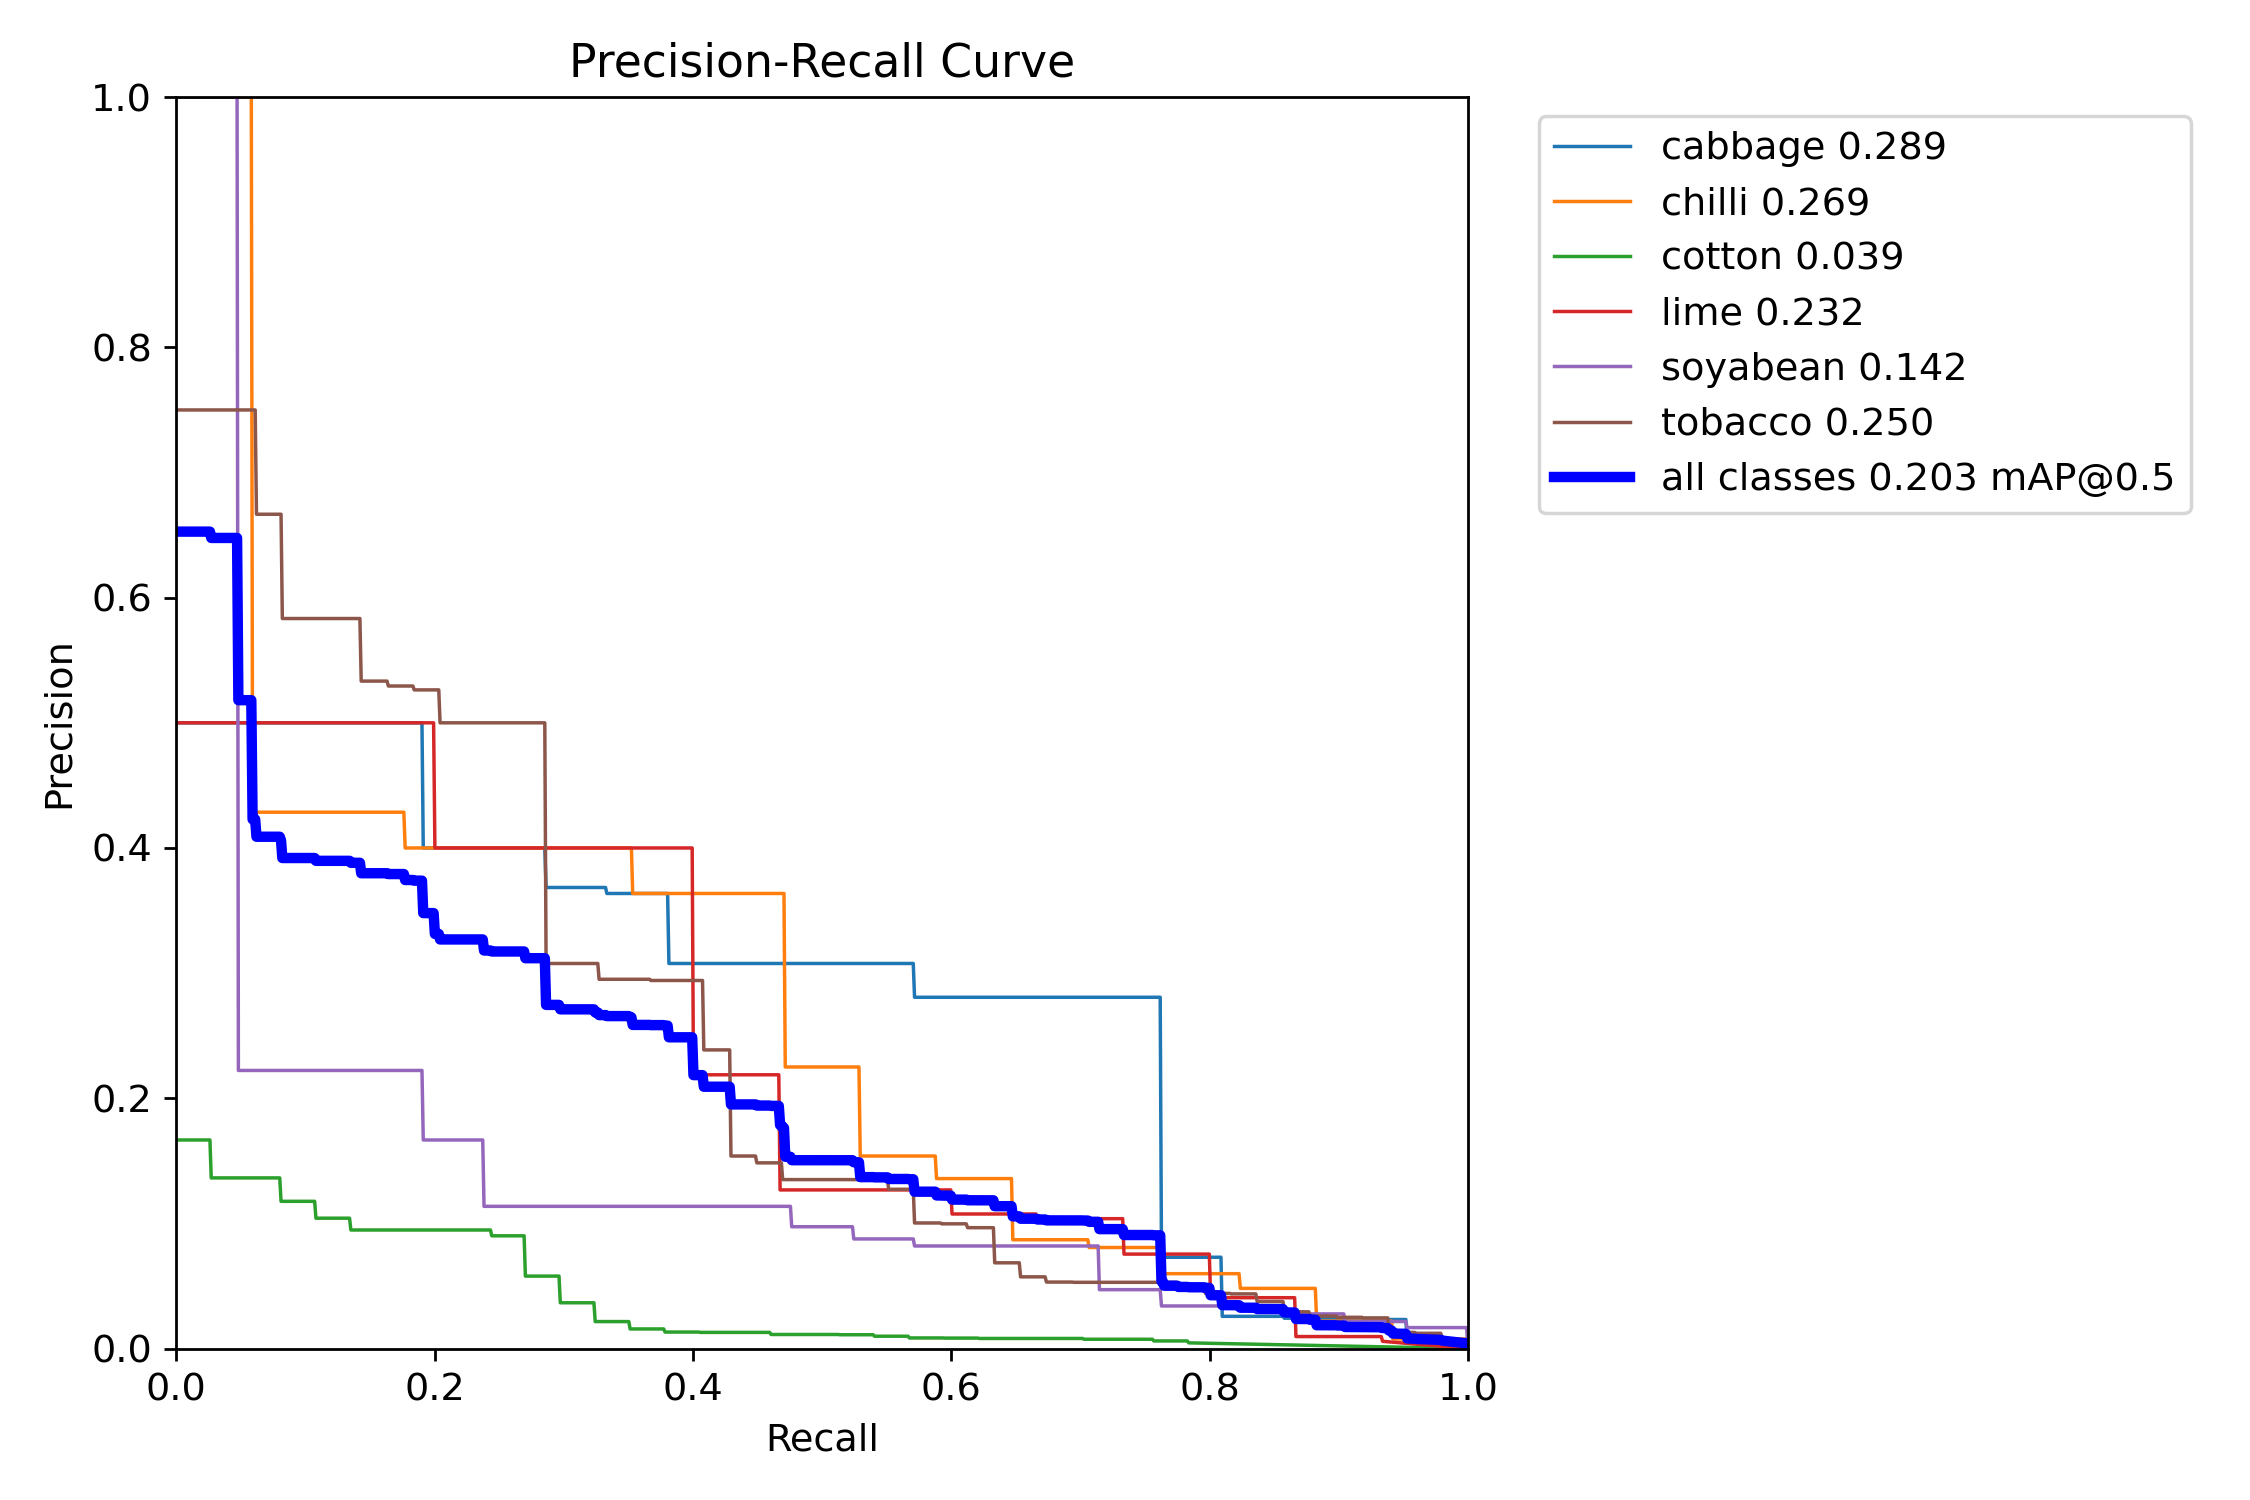 Precision-Recall Curve
1.0
0.8
0.6
0.4
0.2
0.0
Precision
0.0 0.2 0.4 0.6 0.8 1.0
Recall
cabbage 0.289
chilli 0.269
cotton 0.039
lime 0.232
soyabean 0.142
tobacco 0.250
all classes 0.203 mAP@0.5